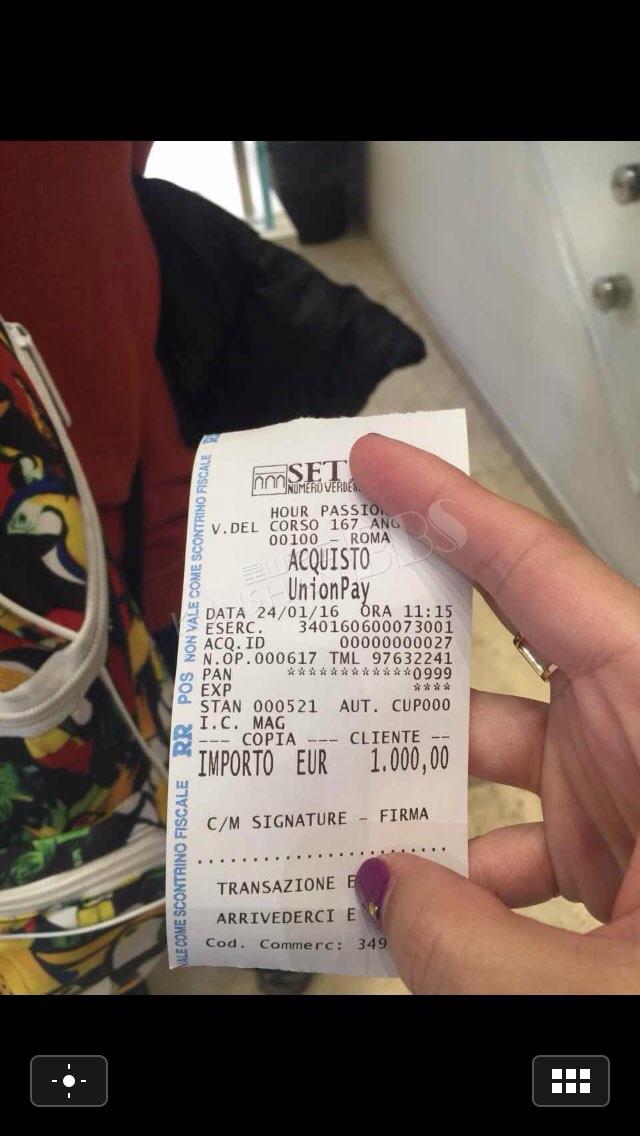 SET
NUMERO VERDE
HOUR PASSIO
V.DEL CORSO 167 ANG
00100 - ROMA
ACQUISTO
UnionPay
DATA 24/01/16 ORA 11:15
ESERC. 340160600073001
ACQ.ID 00000000027
N.OP.000617 TML 97632241
PAN ************0999
EXP ****
STAN 000521 AUT. CUP000
I.C. MAG
--- COPIA --- CLIENTE --
IMPORTO EUR 1.000,00
C/M SIGNATURE - FIRMA
........................
TRANSAZIONE E
ARRIVEDERCI E
Cod. Commerc: 349
VALE COME SCONTRINO FISCALE RR POS NON VALE COME SCONTRINO FISCALE